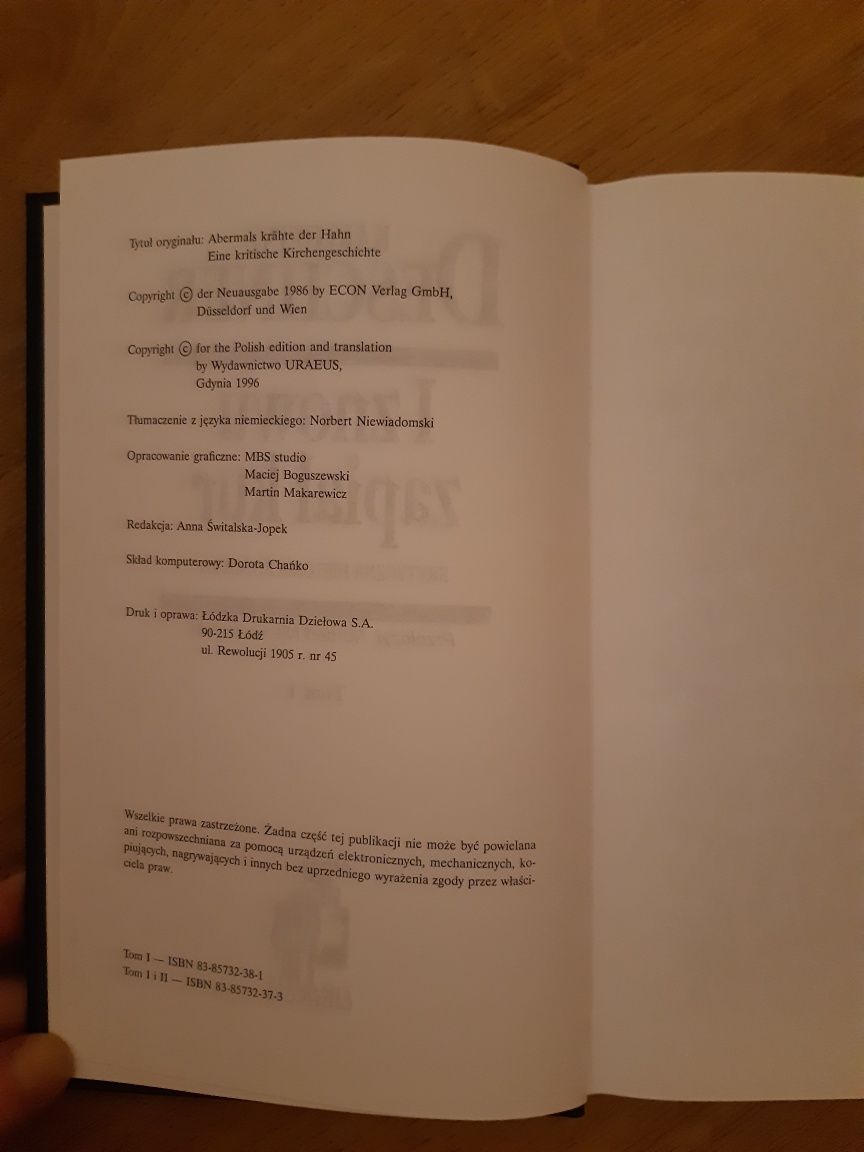 Tytuł oryginału: Abermals krähte der Hahn
Eine kritische Kirchengeschichte
Copyright © der Neuausgabe 1986 by ECON Verlag GmbH,
Düsseldorf und Wien
Copyright © for the Polish edition and translation
by Wydawnictwo URAEUS,
Gdynia 1996
Tłumaczenie z języka niemieckiego: Norbert Niewiadomski
Opracowanie graficzne: MBS studio
Maciej Boguszewski
Martin Makarewicz
Redakcja: Anna Świtalska-Jopek
Skład komputerowy: Dorota Chańko
Druk i oprawa: Łódzka Drukarnia Dziełowa S.A.
90-215 Łódź
ul. Rewolucji 1905 r. nr 45
Wszelkie prawa zastrzeżone. Żadna część tej publikacji nie może być powielana
ani rozpowszechniana za pomocą urządzeń elektronicznych, mechanicznych, ko-
piujących, nagrywających i innych bez uprzedniego wyrażenia zgody przez właści-
ciela praw.
Tom I — ISBN 83-85732-38-1
Tom I i II — ISBN 83-85732-37-3